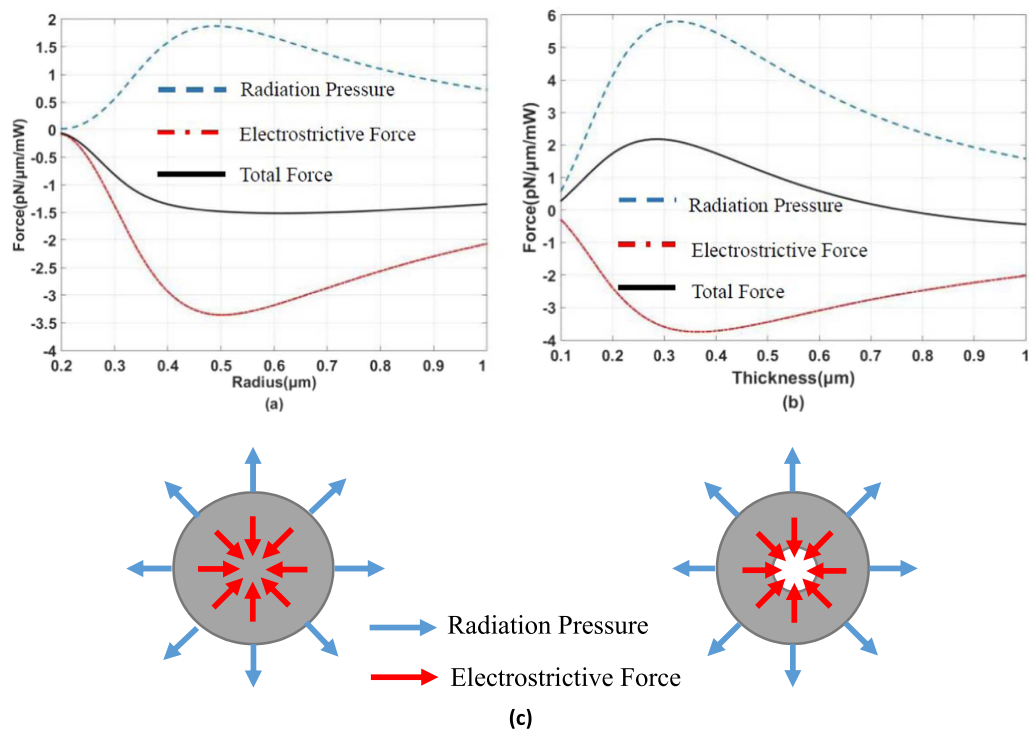 2
1.5
1
0.5
0
-0.5
-1
-1.5
-2
-2.5
-3
-3.5
-4
Force(pN/µm/mW)
Radiation Pressure
Electrostrictive Force
Total Force
0.2 0.3 0.4 0.5 0.6 0.7 0.8 0.9 1
Radius(µm)
(a)
6
5
4
3
2
1
0
-1
-2
-3
-4
Force(pN/µm/mW)
Radiation Pressure
Electrostrictive Force
Total Force
0.1 0.2 0.3 0.4 0.5 0.6 0.7 0.8 0.9 1
Thickness(µm)
(b)
Radiation Pressure
Electrostrictive Force
(c)